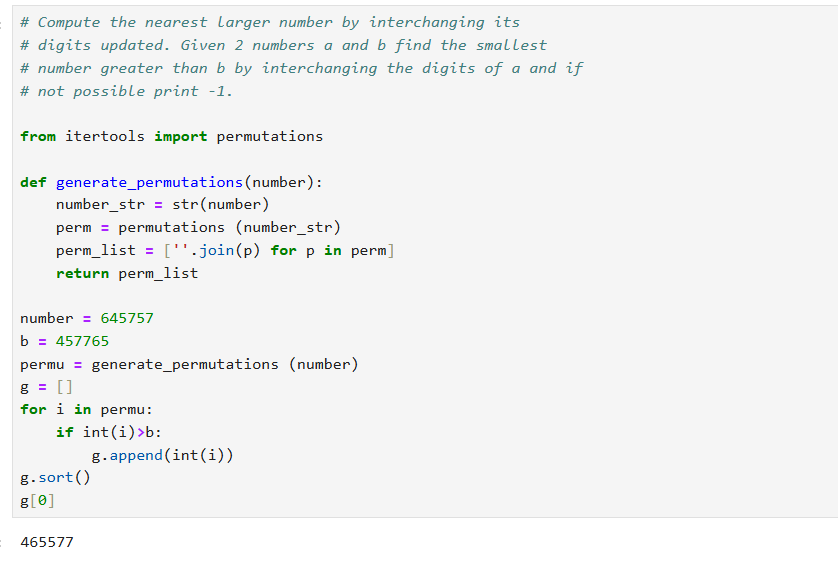 # Compute the nearest larger number by interchanging its
# digits updated. Given 2 numbers a and b find the smallest
# number greater than b by interchanging the digits of a and if
# not possible print -1.

from itertools import permutations

def generate_permutations(number):
    number_str = str(number)
    perm = permutations (number_str)
    perm_list = [''.join(p) for p in perm]
    return perm_list

number = 645757
b = 457765
permu = generate_permutations (number)
g = []
for i in permu:
    if int(i)>b:
        g.append(int(i))
g.sort()
g[0]

465577